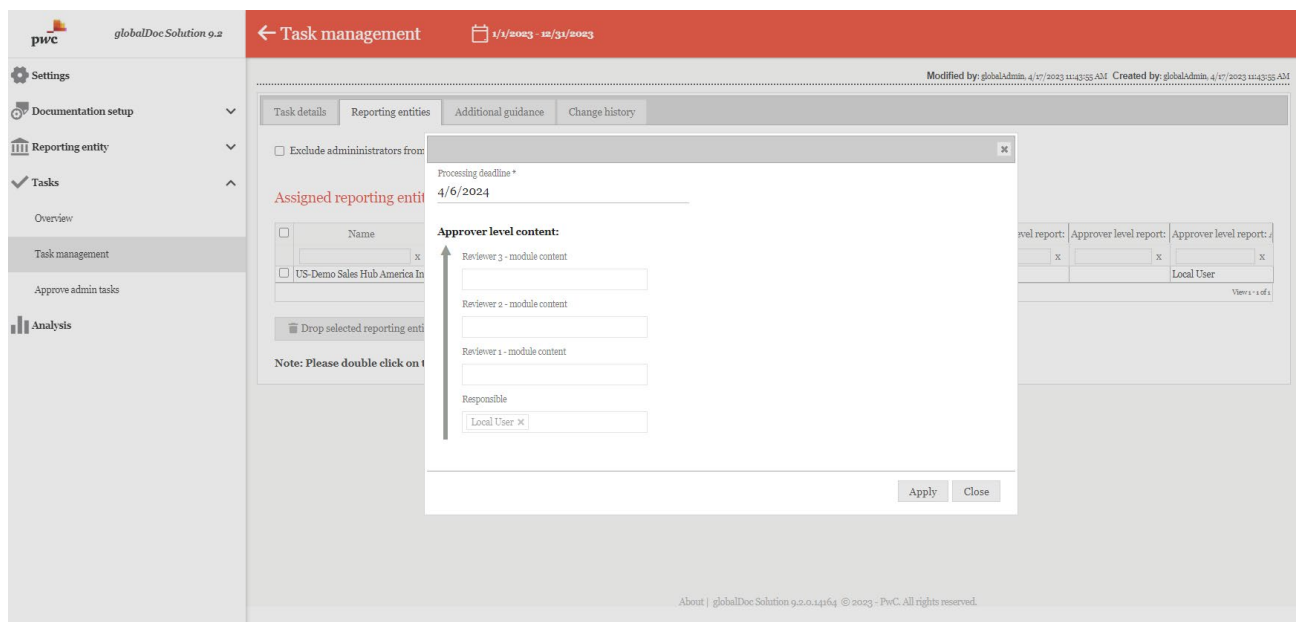 pwc globalDoc Solution 9.2
Task management 1/1/2023 - 12/31/2023
Settings
Documentation setup
Reporting entity
Tasks
Overview
Task management
Approve admin tasks
Analysis
Modified by: globalAdmin, 4/17/2023 11:43:55 AM Created by: globalAdmin, 4/17/2023 11:43:55 AM
Task details Reporting entities Additional guidance Change history
Exclude admininistrators from
Assigned reporting entit
Name
evel report: Approver level report: Approver level report:
x x x x
US-Demo Sales Hub America In
Local User
View 1 - 1 of 1
Drop selected reporting enti
Note: Please double click on t
Processing deadline *
4/6/2024
Approver level content:
Reviewer 3 - module content
Reviewer 2 - module content
Reviewer 1 - module content
Responsible
Local User
Apply Close
About | globalDoc Solution 9.2.0.14164 © 2023 - PwC. All rights reserved.